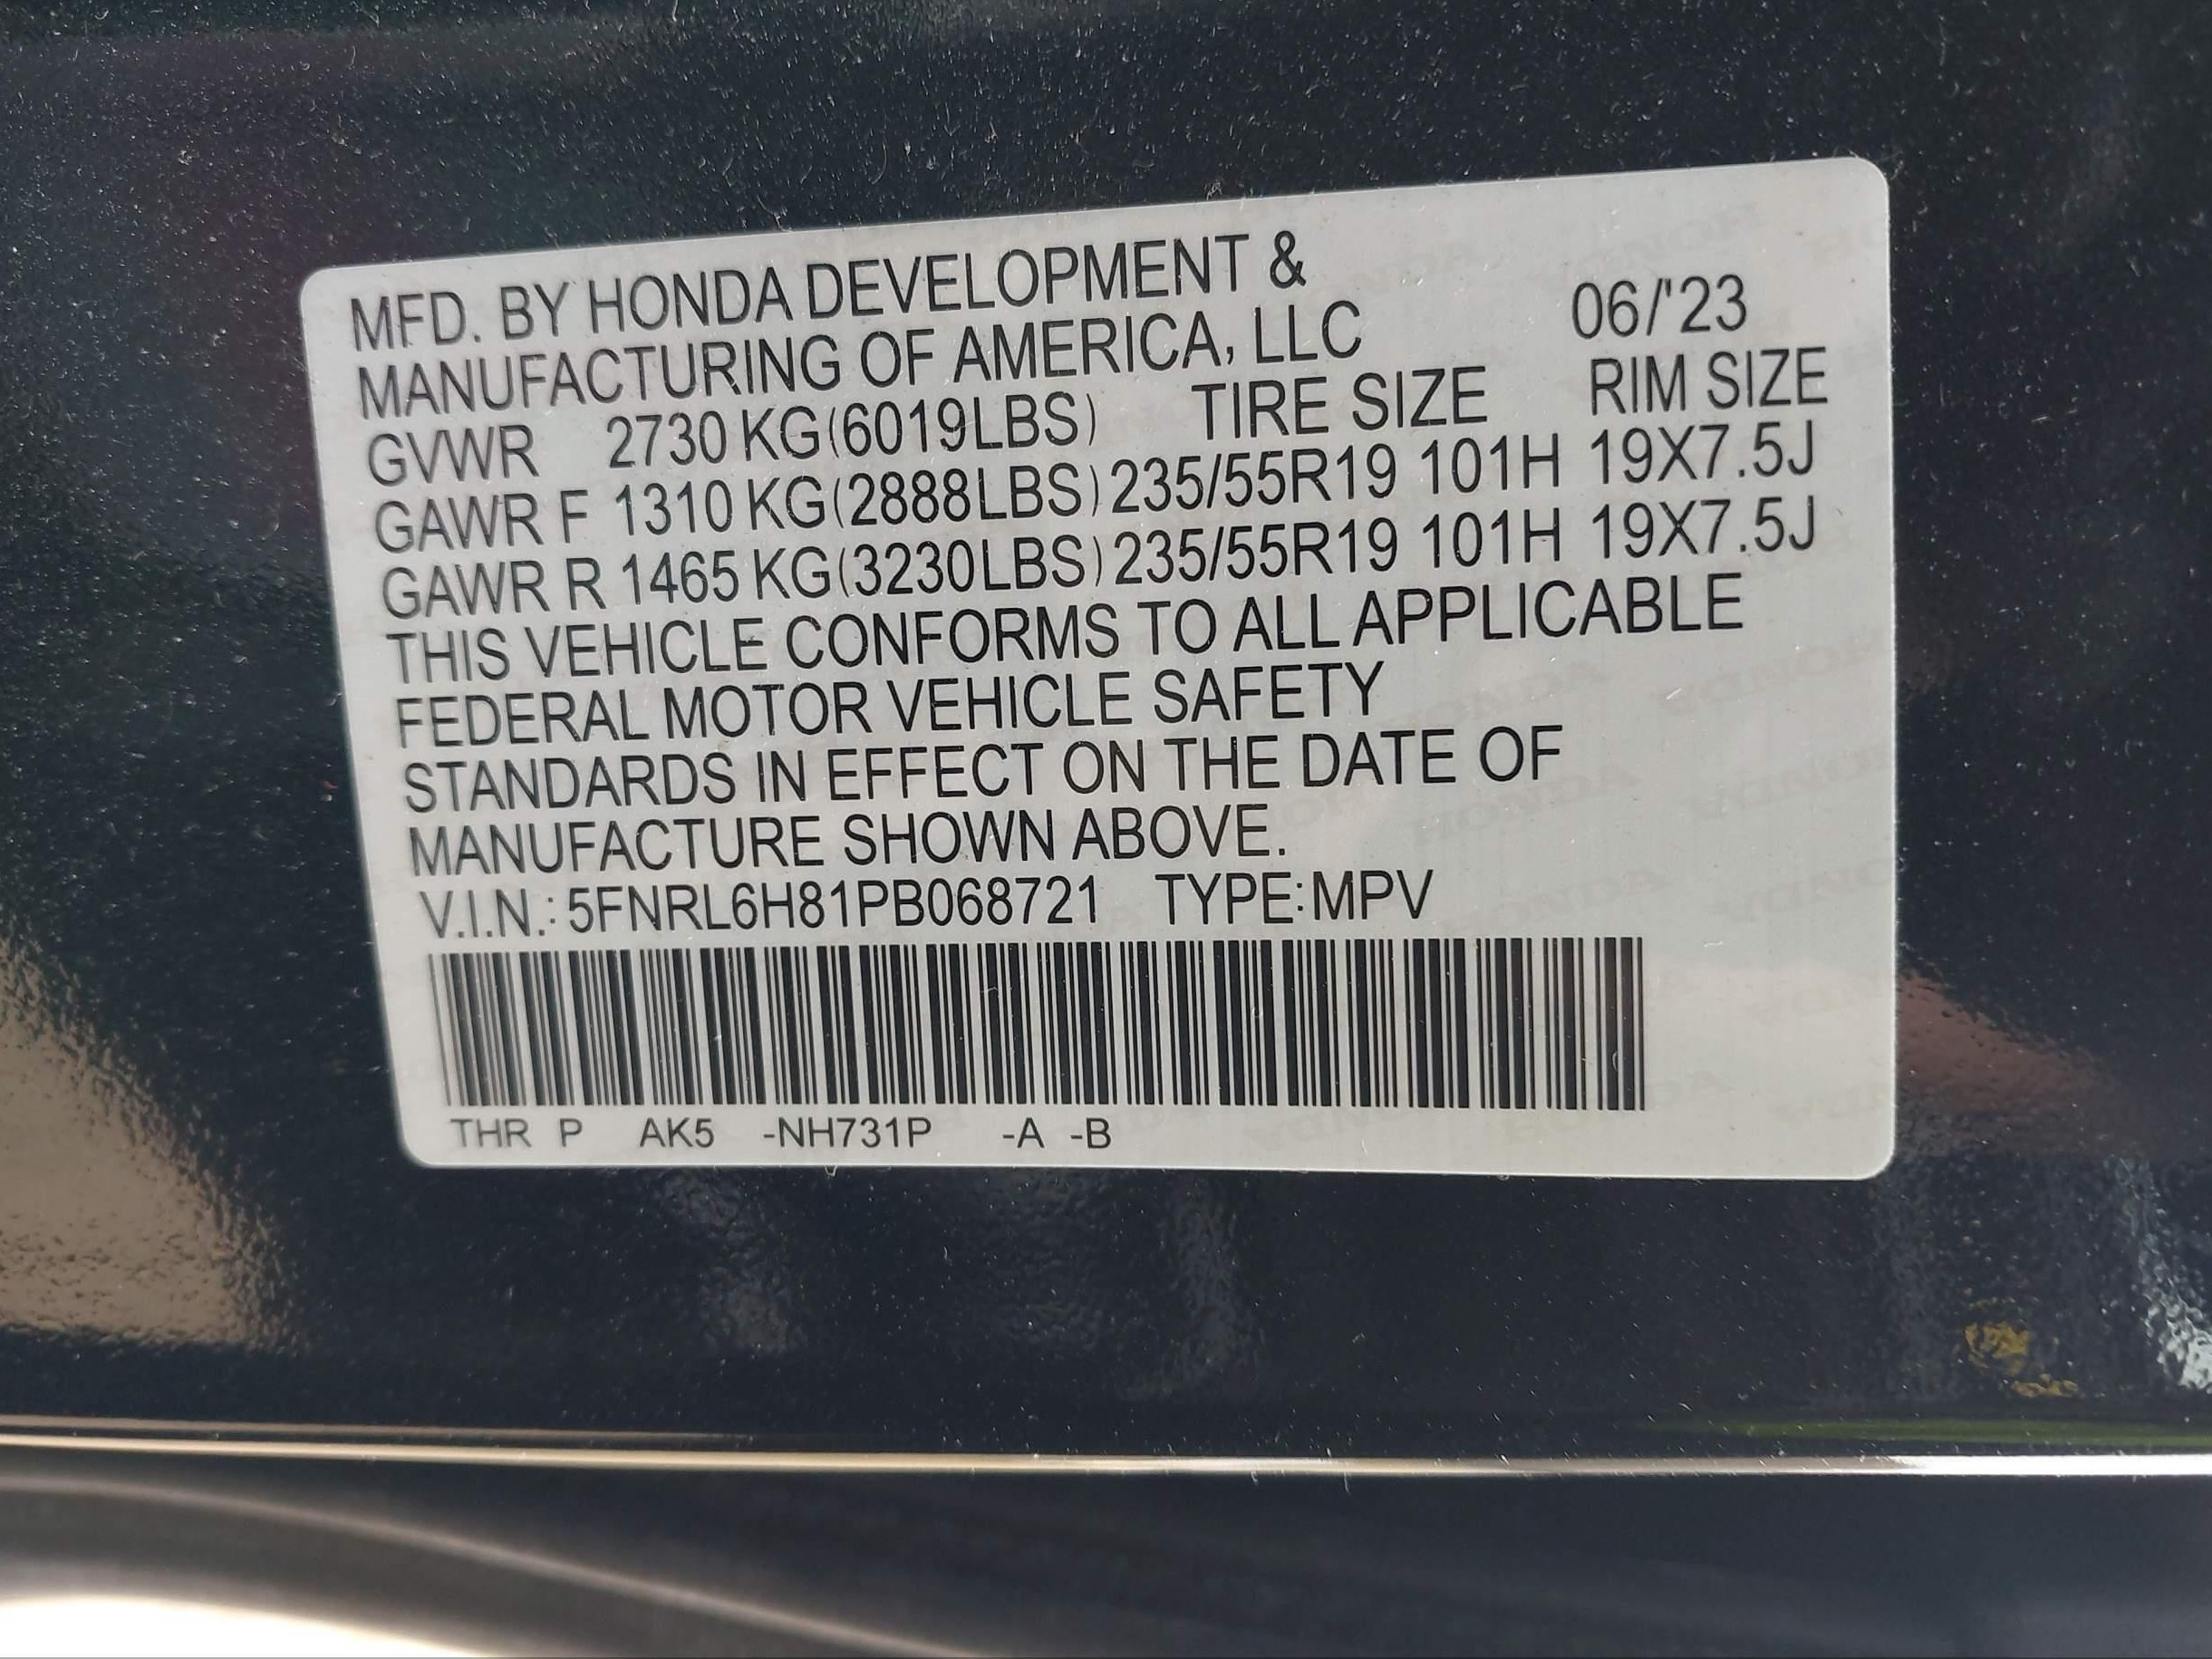 MFD. BY HONDA DEVELOPMENT &
MANUFACTURING OF AMERICA, LLC 06/'23
GVWR 2730 KG(6019LBS) TIRE SIZE RIM SIZE
GAWR F 1310 KG(2888LBS) 235/55R19 101H 19X7.5J
GAWR R 1465 KG(3230LBS) 235/55R19 101H 19X7.5J
THIS VEHICLE CONFORMS TO ALL APPLICABLE
FEDERAL MOTOR VEHICLE SAFETY
STANDARDS IN EFFECT ON THE DATE OF
MANUFACTURE SHOWN ABOVE.
V.I.N.: 5FNRL6H81PB068721 TYPE:MPV
THR P AK5 -NH731P -A -B